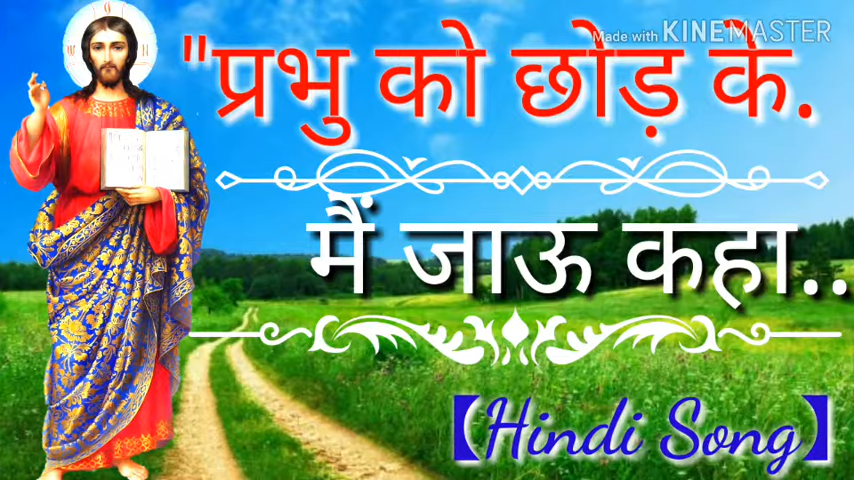 Made with KINEMASTER
"प्रभु को छोड़ के.
मैं जाऊ कहा..
【Hindi Song】